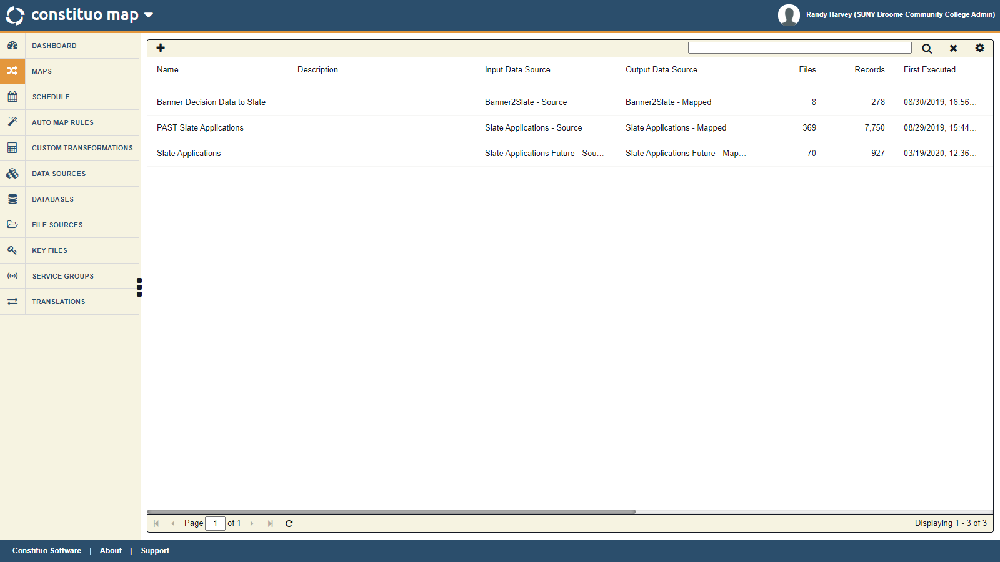 constituo map
Randy Harvey (SUNY Broome Community College Admin)
DASHBOARD
MAPS
SCHEDULE
AUTO MAP RULES
CUSTOM TRANSFORMATIONS
DATA SOURCES
DATABASES
FILE SOURCES
KEY FILES
SERVICE GROUPS
TRANSLATIONS
Name Description Input Data Source Output Data Source Files Records First Executed
Banner Decision Data to Slate Banner2Slate - Source Banner2Slate - Mapped 8 278 08/30/2019, 16:56...
PAST Slate Applications Slate Applications - Source Slate Applications - Mapped 369 7,750 08/29/2019, 15:44...
Slate Applications Slate Applications Future - Sou... Slate Applications Future - Map... 70 927 03/19/2020, 12:36...
Page 1 of 1 Displaying 1 - 3 of 3
Constituo Software | About | Support